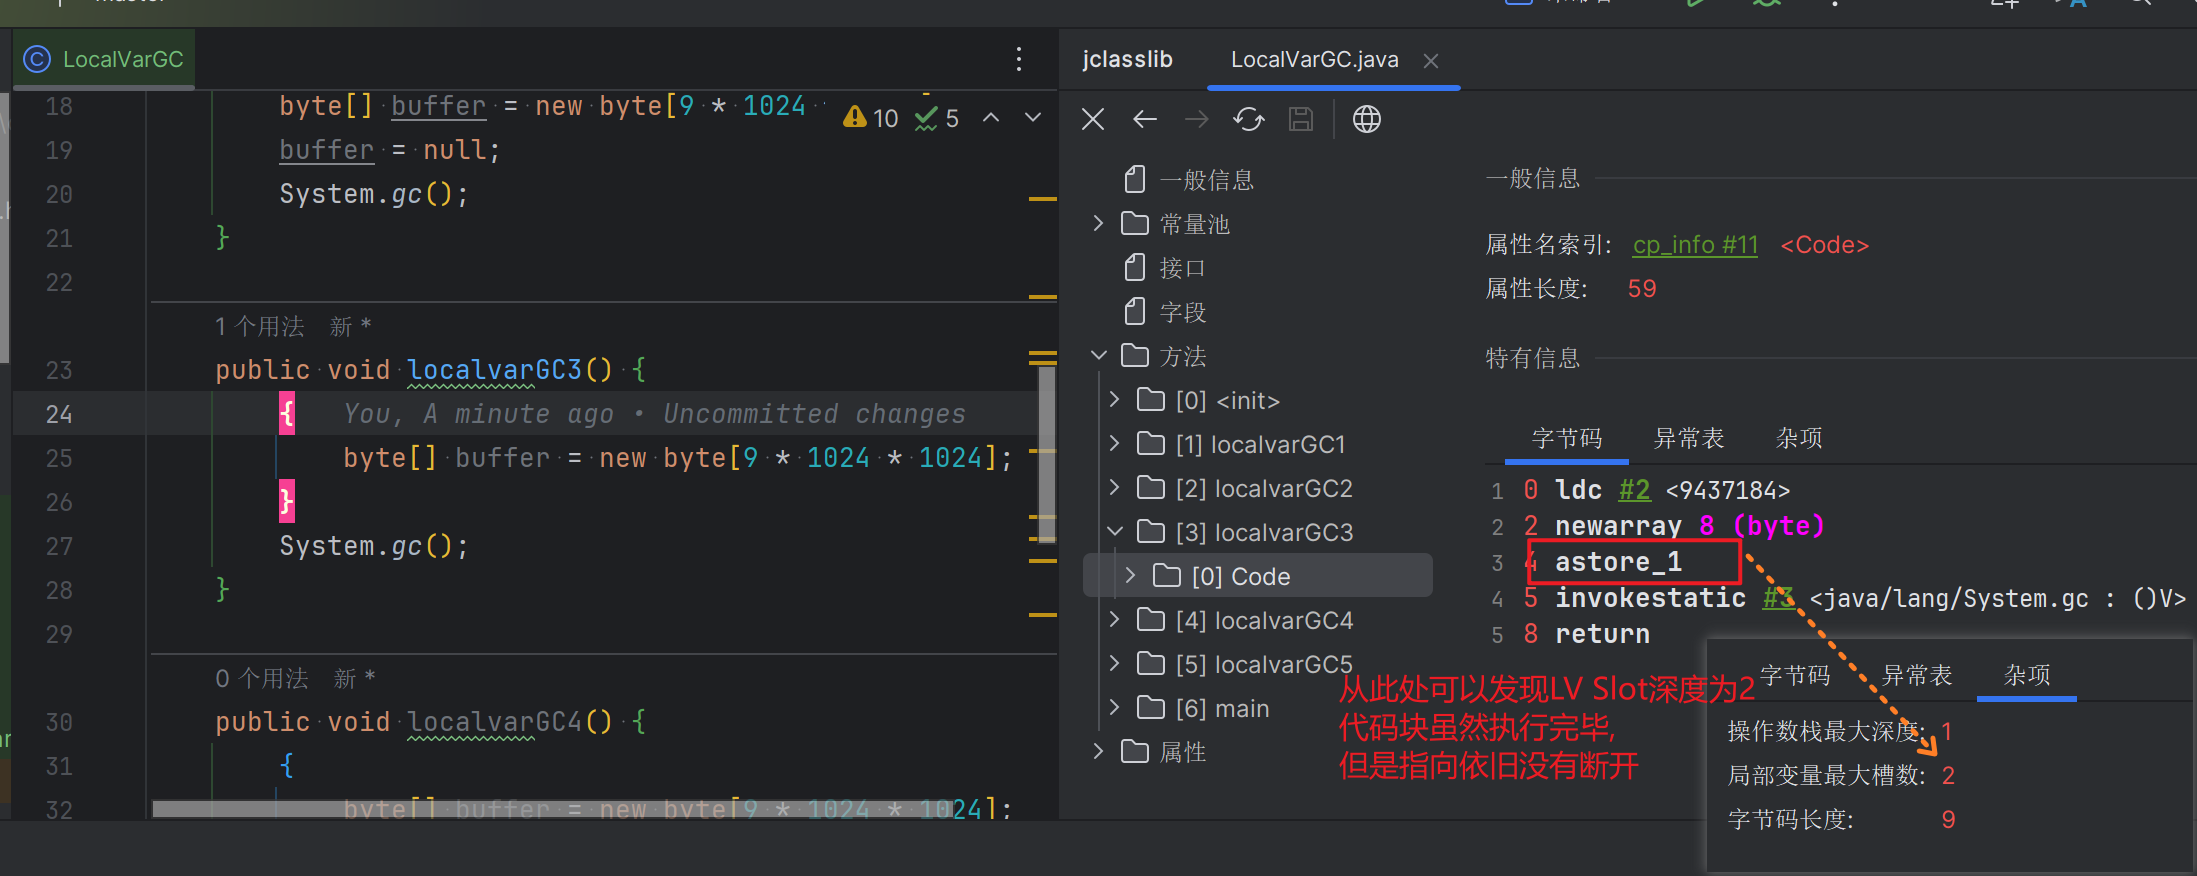 LocalVarGC
18 byte[] buffer = new byte[9 * 1024
10 5
19 buffer = null;
20 System.gc();
21 }
22
1 个用法 新 *
23 public void localvarGC3() {
24 { You, A minute ago • Uncommitted changes
25 byte[] buffer = new byte[9 * 1024 * 1024];
26 }
27 System.gc();
28 }
29
0 个用法 新 *
30 public void localvarGC4() {
31 {
32 byte[] buffer = new byte[9 * 1024 * 1024];
jclasslib LocalVarGC.java
一般信息
常量池
接口
字段
方法
[0] <init>
[1] localvarGC1
[2] localvarGC2
[3] localvarGC3
[0] Code
[4] localvarGC4
[5] localvarGC5
[6] main
属性
一般信息
属性名索引: cp_info #11 <Code>
属性长度: 59
特有信息
字节码 异常表 杂项
1 0 ldc #2 <9437184>
2 2 newarray 8 (byte)
3 4 astore_1
4 5 invokestatic #3 <java/lang/System.gc : ()V>
5 8 return
从此处可以发现LV Slot深度为2
代码块虽然执行完毕,
但是指向依旧没有断开
字节码 异常表 杂项
操作数栈最大深度: 1
局部变量最大槽数: 2
字节码长度: 9